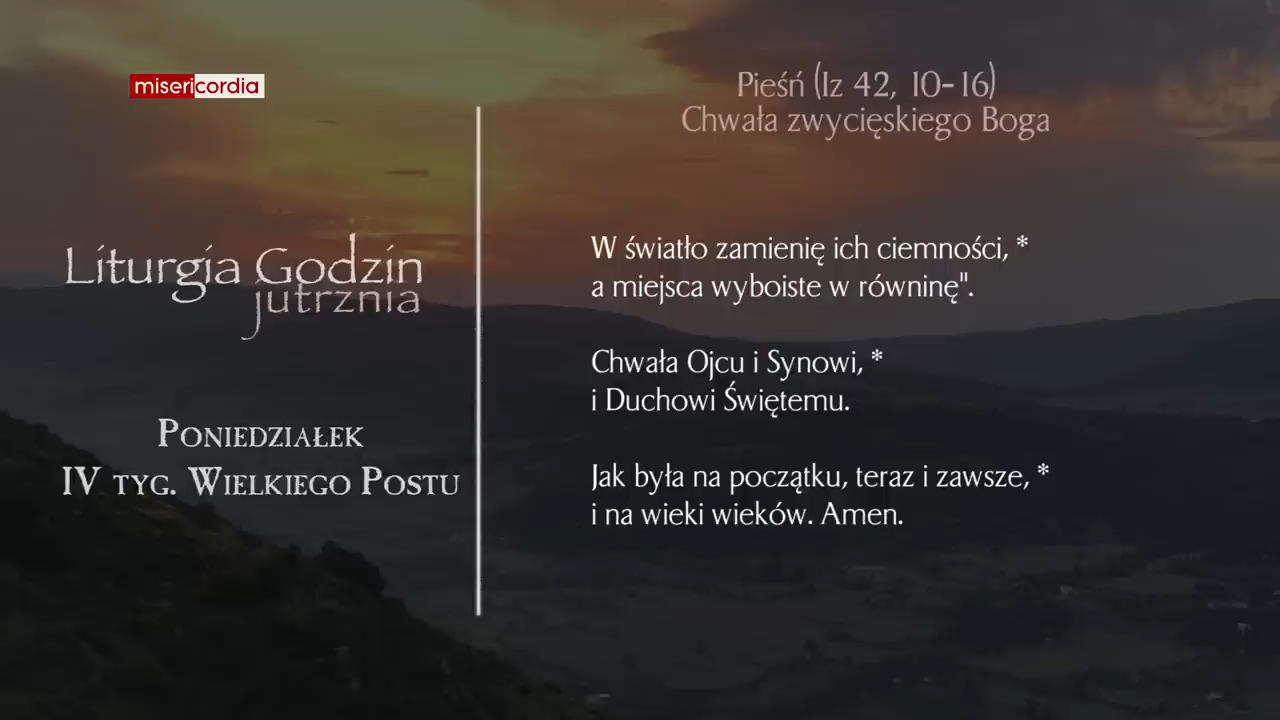 misericordia
Liturgia Godzin
jutrznia
Poniedziałek
IV tyg. Wielkiego Postu
Pieśń (Iz 42, 10-16)
Chwała zwycięskiego Boga
W światło zamienię ich ciemności, *
a miejsca wyboiste w równinę".
Chwała Ojcu i Synowi, *
i Duchowi Świętemu.
Jak była na początku, teraz i zawsze, *
i na wieki wieków. Amen.